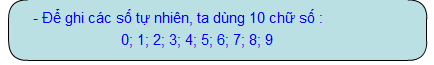 - Để ghi các số tự nhiên, ta dùng 10 chữ số :
0; 1; 2; 3; 4; 5; 6; 7; 8; 9